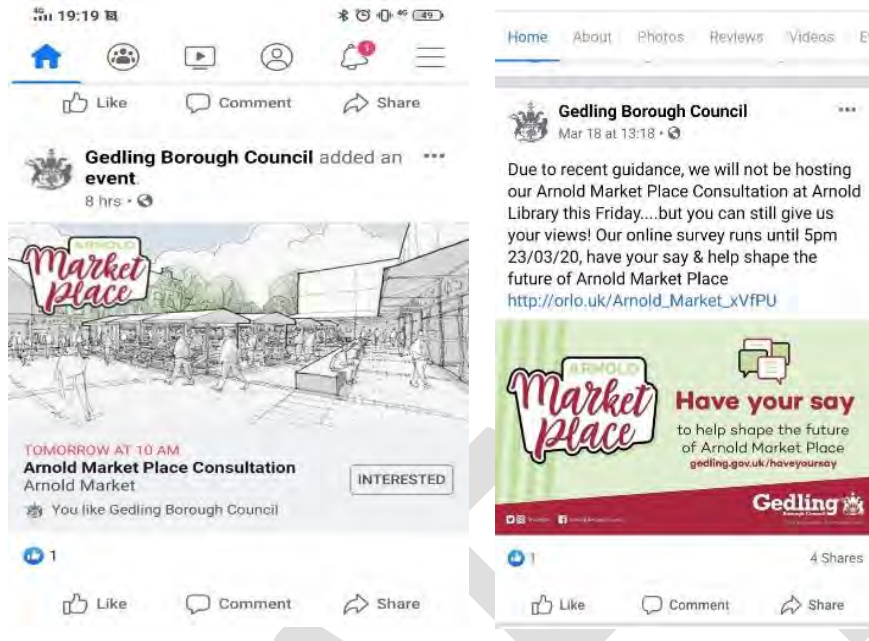 4G 19:19
4G 49
1
Like Comment Share
Gedling Borough Council added an
event.
8 hrs
ARNOLD
Market
Place
TOMORROW AT 10 AM
Arnold Market Place Consultation
Arnold Market
INTERESTED
You like Gedling Borough Council
1
Like Comment Share
Home About Photos Reviews Videos E
Gedling Borough Council
Mar 18 at 13:18
Due to recent guidance, we will not be hosting
our Arnold Market Place Consultation at Arnold
Library this Friday....but you can still give us
your views! Our online survey runs until 5pm
23/03/20, have your say & help shape the
future of Arnold Market Place
http://orlo.uk/Arnold_Market_xVfPU
ARNOLD
Market
Place
Have your say
to help shape the future
of Arnold Market Place
gedling.gov.uk/haveyoursay
Gedling
Borough Council
1
4 Shares
Like Comment Share